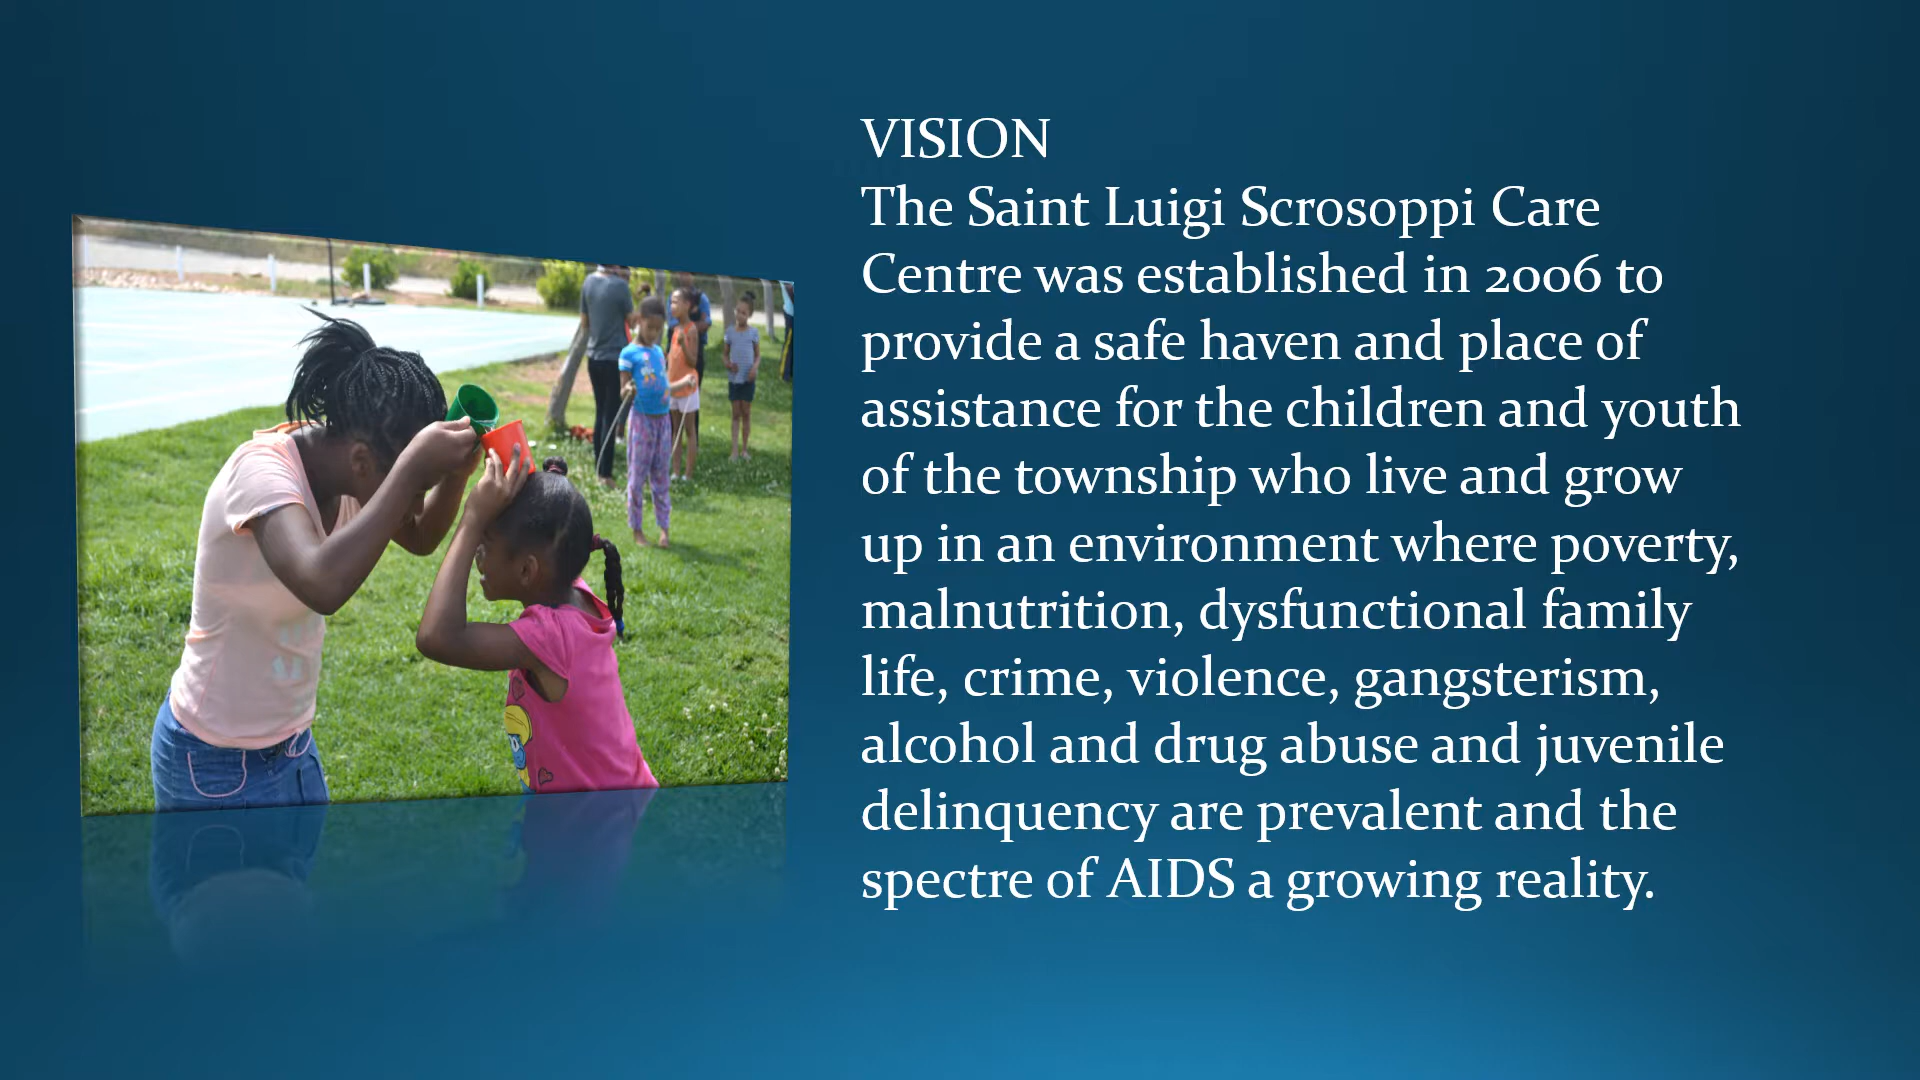 VISION
The Saint Luigi Scrosoppi Care
Centre was established in 2006 to
provide a safe haven and place of
assistance for the children and youth
of the township who live and grow
up in an environment where poverty,
malnutrition, dysfunctional family
life, crime, violence, gangsterism,
alcohol and drug abuse and juvenile
delinquency are prevalent and the
spectre of AIDS a growing reality.